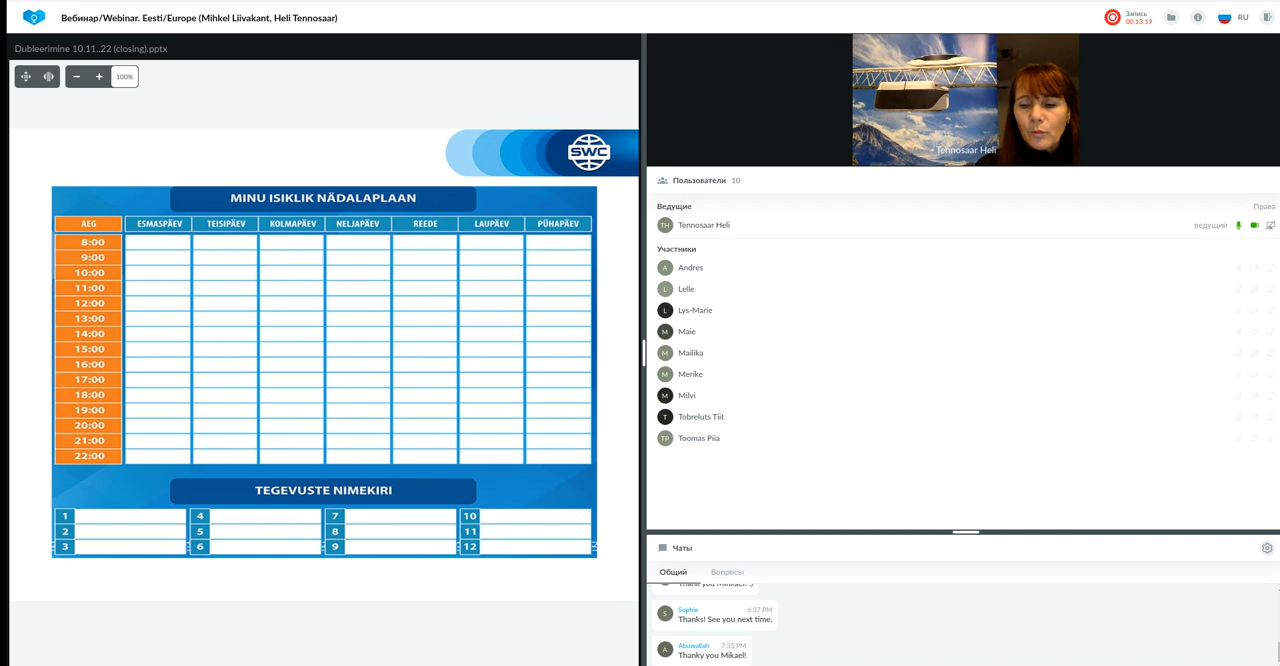 Вебинар/Webinar. Eesti/Europe (Mihkel Liivakant, Heli Tennosaar)
Запись
00:13:19
RU
Dubleerimine 10.11..22 (closing).pptx
100%
SWC
MINU ISIKLIK NÄDALAPLAAN
AEG ESMASPÄEV TEISIPÄEV KOLMAPÄEV NELJAPÄEV REEDE LAUPÄEV PÜHAPÄEV
8:00
9:00
10:00
11:00
12:00
13:00
14:00
15:00
16:00
17:00
18:00
19:00
20:00
21:00
22:00
TEGEVUSTE NIMEKIRI
1 4 7 10
2 5 8 11
3 6 9 12
Tennosaar Heli
Пользователи 10
Ведущие Права
TH Tennosaar Heli ведущий
Участники
A Andres
L Lelle
L Lys-Marie
M Maie
M Mailika
M Merike
M Milvi
T Tobreluts Tiit
TP Toomas Piia
Чаты
Общий Вопросы
S Sophie 6:37 PM
Thanks! See you next time.
A Abuwallah 7:35 PM
Thanky you Mikael!